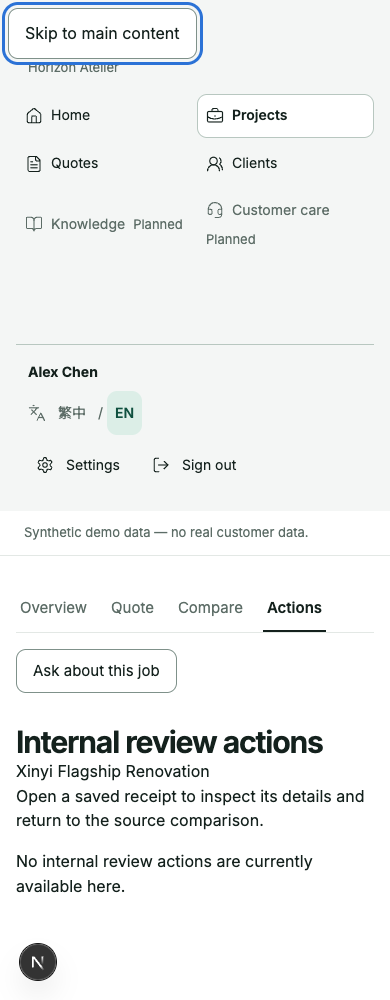 Skip to main content
Horizon Atelier
Home
Projects
Quotes
Clients
Knowledge Planned
Customer care
Planned
Alex Chen
繁中 / EN
Settings
Sign out
Synthetic demo data — no real customer data.
Overview Quote Compare Actions
Ask about this job
Internal review actions
Xinyi Flagship Renovation
Open a saved receipt to inspect its details and
return to the source comparison.
No internal review actions are currently
available here.
N